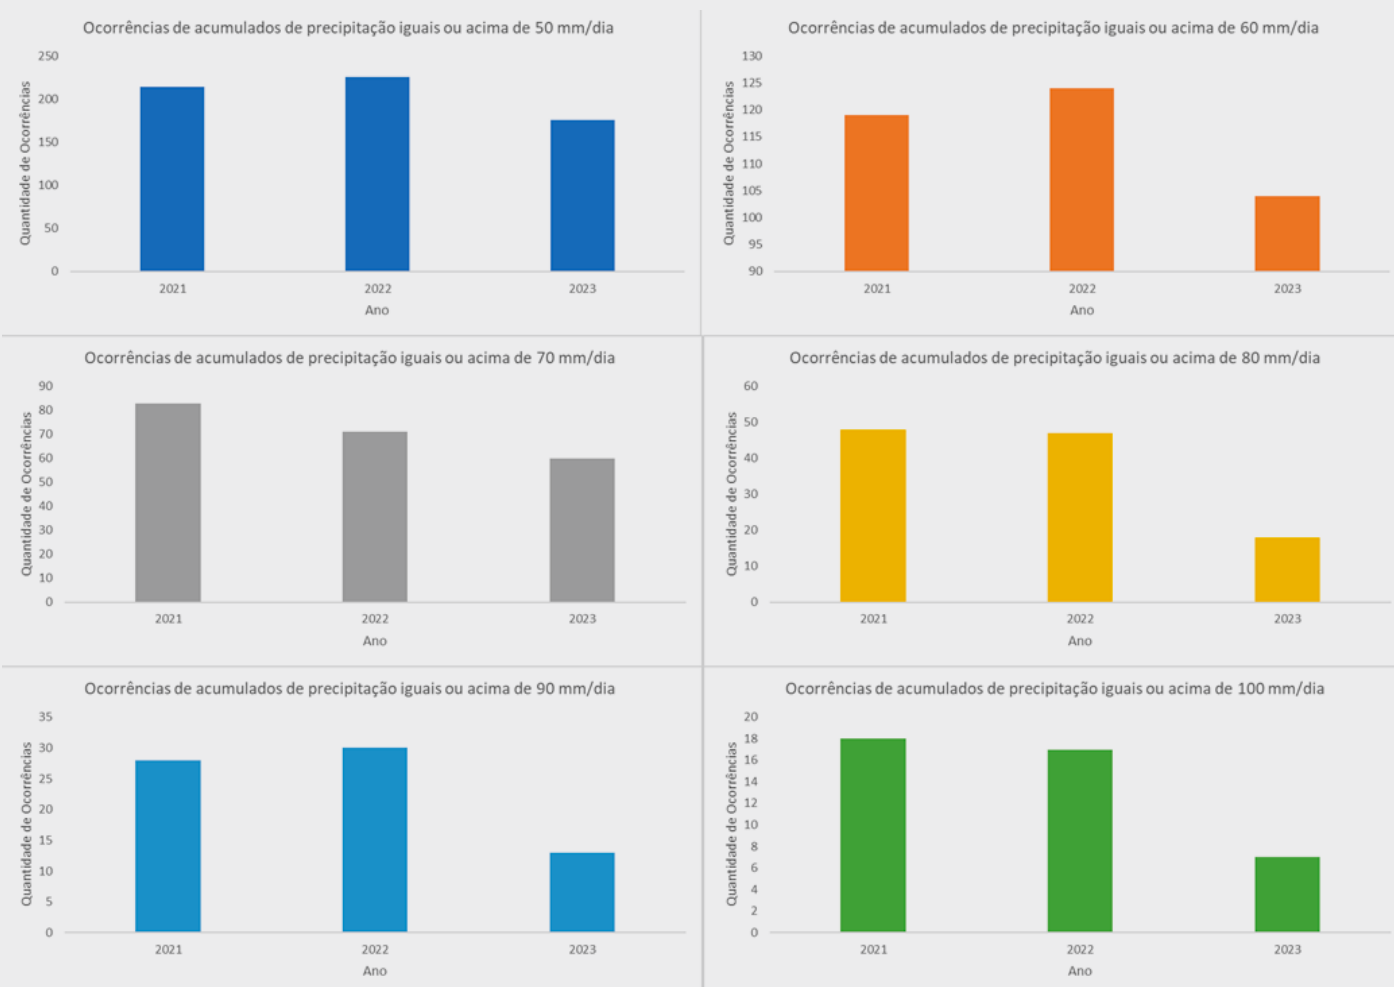 Ocorrências de acumulados de precipitação iguais ou acima de 50 mm/dia
Quantidade de Ocorrências
250
200
150
100
50
0
2021 2022 2023
Ano
Ocorrências de acumulados de precipitação iguais ou acima de 60 mm/dia
Quantidade de Ocorrências
130
125
120
115
110
105
100
95
90
2021 2022 2023
Ano
Ocorrências de acumulados de precipitação iguais ou acima de 70 mm/dia
Quantidade de Ocorrências
90
80
70
60
50
40
30
20
10
0
2021 2022 2023
Ano
Ocorrências de acumulados de precipitação iguais ou acima de 80 mm/dia
Quantidade de Ocorrências
60
50
40
30
20
10
0
2021 2022 2023
Ano
Ocorrências de acumulados de precipitação iguais ou acima de 90 mm/dia
Quantidade de Ocorrências
35
30
25
20
15
10
5
0
2021 2022 2023
Ano
Ocorrências de acumulados de precipitação iguais ou acima de 100 mm/dia
Quantidade de Ocorrências
20
18
16
14
12
10
8
6
4
2
0
2021 2022 2023
Ano